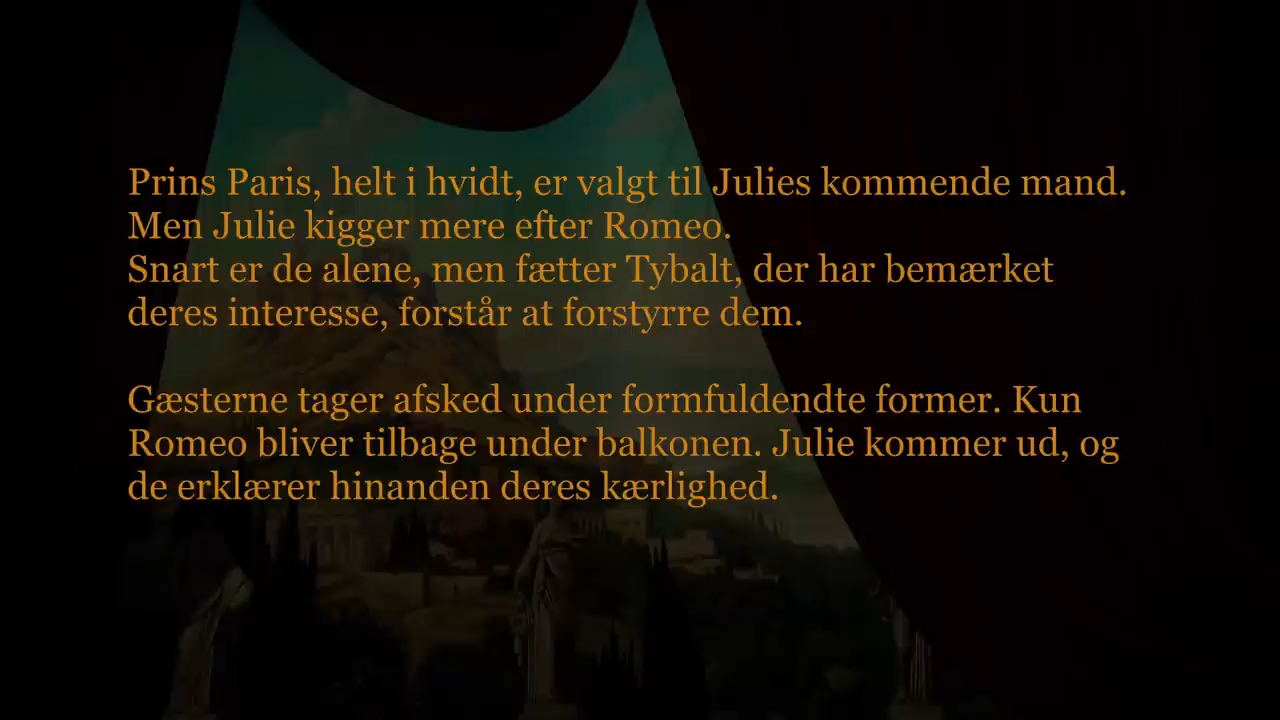 Prins Paris, helt i hvidt, er valgt til Julies kommende mand.
Men Julie kigger mere efter Romeo.
Snart er de alene, men fætter Tybalt, der har bemærket
deres interesse, forstår at forstyrre dem.
Gæsterne tager afsked under formfuldendte former. Kun
Romeo bliver tilbage under balkonen. Julie kommer ud, og
de erklærer hinanden deres kærlighed.